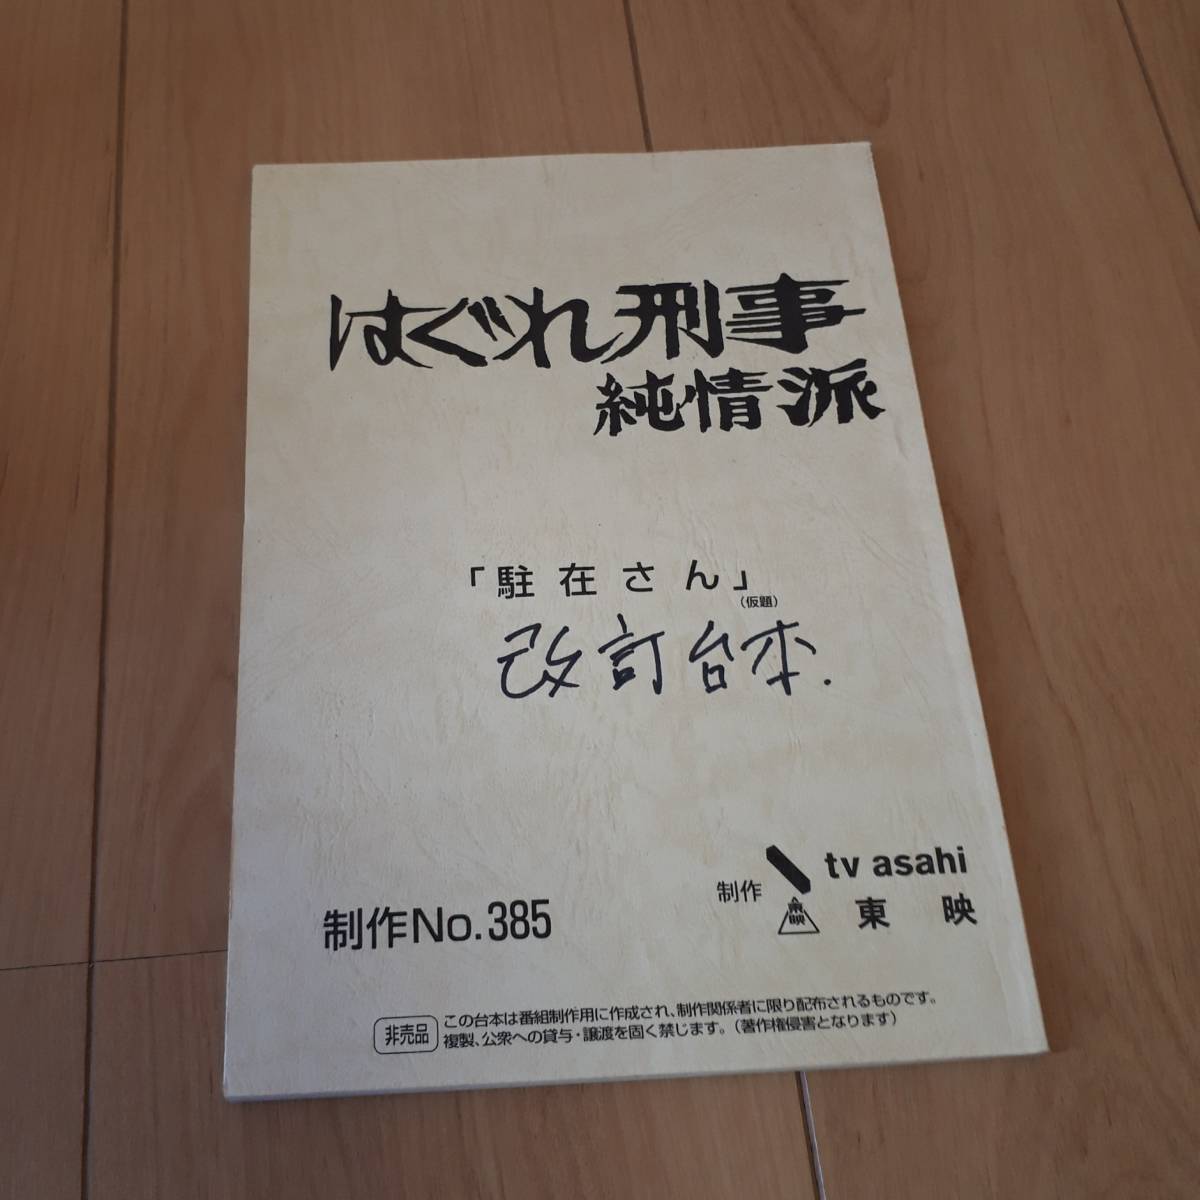 はぐれ刑事
純情派
「駐在さん」
(仮題)
改訂台本.
制作 tv asahi
東映
東映
制作No.385
非売品
この台本は番組制作用に作成され、制作関係者に限り配布されるものです。
複製、公衆への貸与・譲渡を固く禁じます。(著作権侵害となります)